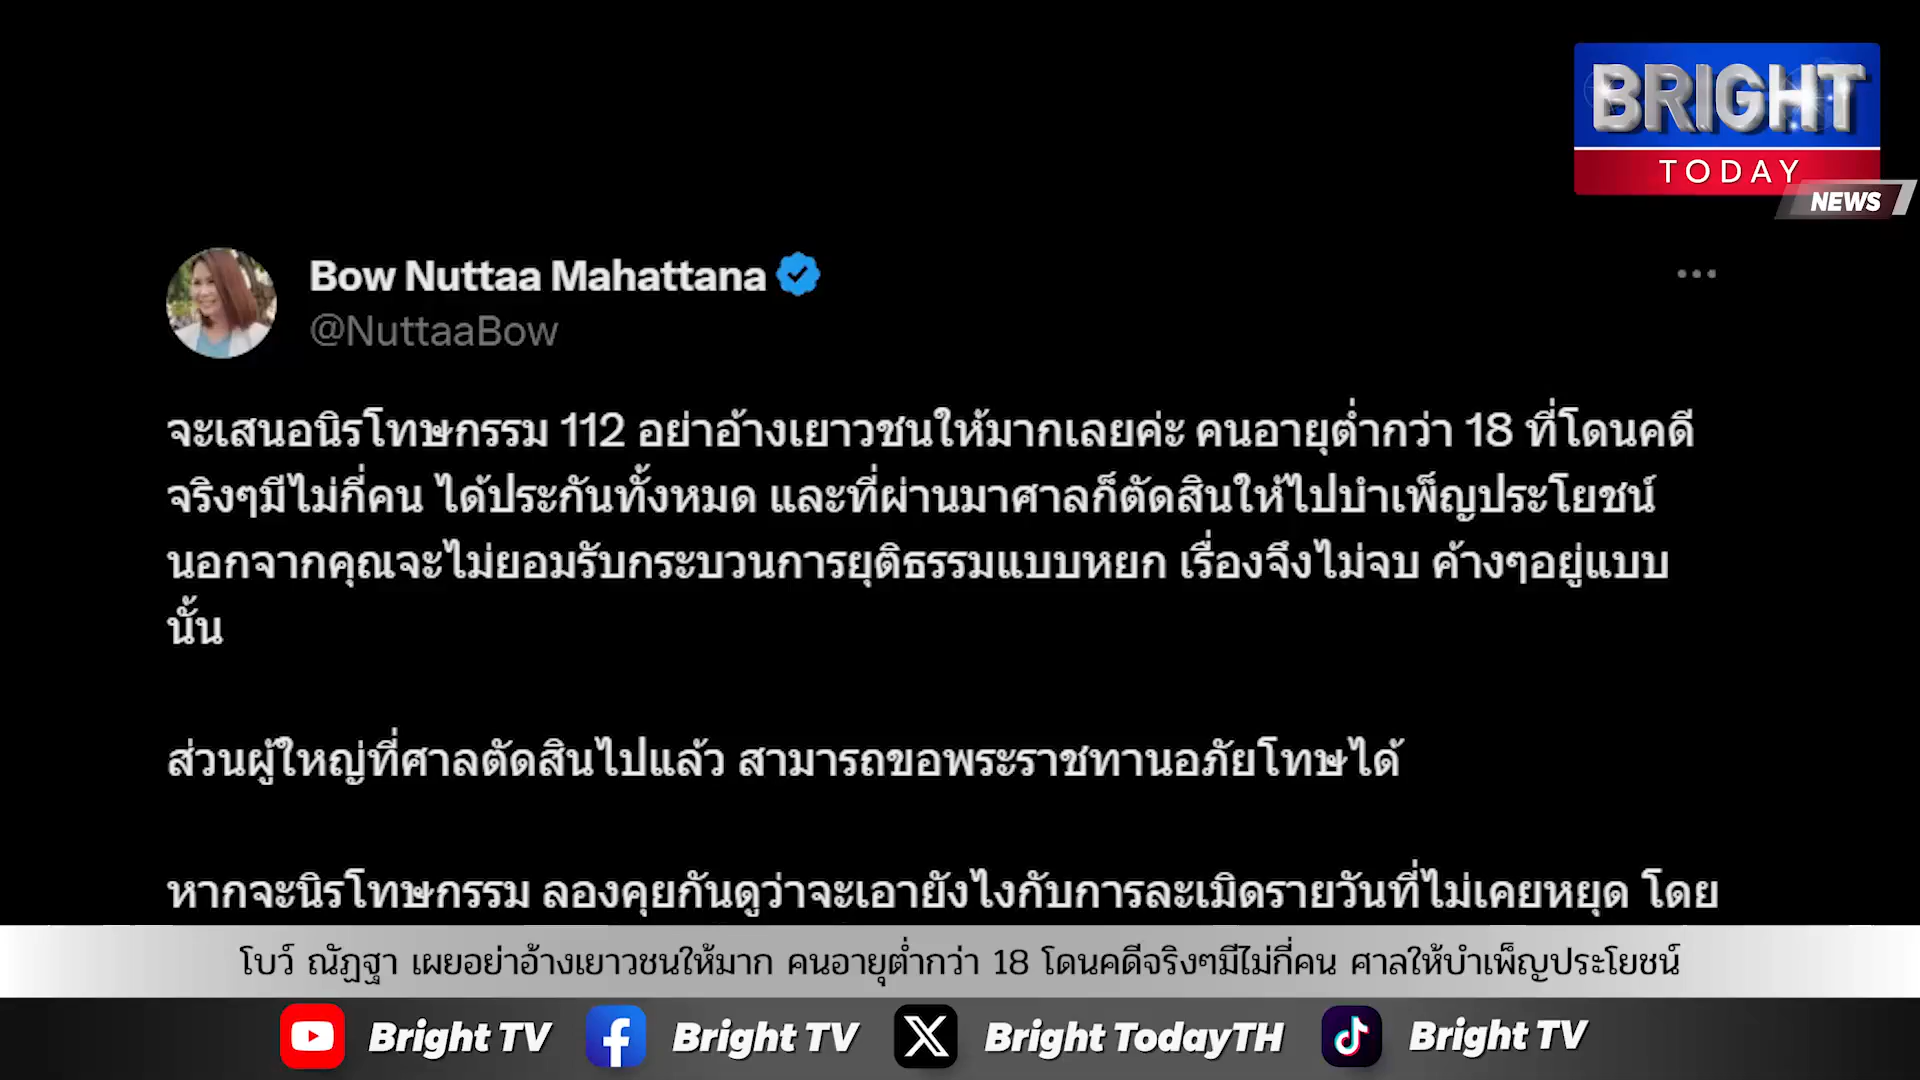 BRIGHT
TODAY
NEWS
Bow Nuttaa Mahattana
@NuttaaBow
จะเสนอนิรโทษกรรม 112 อย่าอ้างเยาวชนให้มากเลยค่ะ คนอายุต่ำกว่า 18 ที่โดนคดี
จริงๆมีไม่กี่คน ได้ประกันทั้งหมด และที่ผ่านมาศาลก็ตัดสินให้ไปบำเพ็ญประโยชน์
นอกจากคุณจะไม่ยอมรับกระบวนการยุติธรรมแบบหยก เรื่องจึงไม่จบ ค้างๆอยู่แบบ
นั้น
ส่วนผู้ใหญ่ที่ศาลตัดสินไปแล้ว สามารถขอพระราชทานอภัยโทษได้
หากจะนิรโทษกรรม ลองคุยกันดูว่าจะเอายังไงกับการละเมิดรายวันที่ไม่เคยหยุด โดย
โบว์ ณัฏฐา เผยอย่าอ้างเยาวชนให้มาก คนอายุต่ำกว่า 18 โดนคดีจริงๆมีไม่กี่คน ศาลให้บำเพ็ญประโยชน์
Bright TV Bright TV Bright TodayTH Bright TV